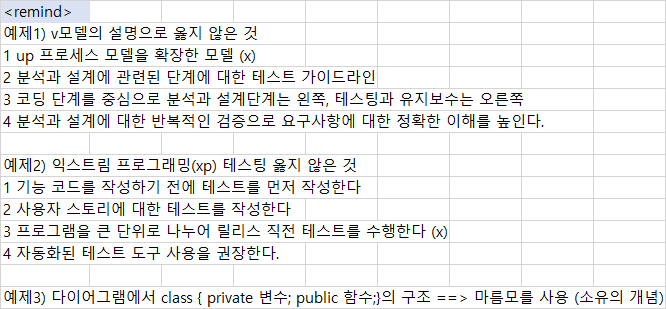 <remind>
예제1) v모델의 설명으로 옳지 않은 것
1 up 프로세스 모델을 확장한 모델 (x)
2 분석과 설계에 관련된 단계에 대한 테스트 가이드라인
3 코딩 단계를 중심으로 분석과 설계단계는 왼쪽, 테스팅과 유지보수는 오른쪽
4 분석과 설계에 대한 반복적인 검증으로 요구사항에 대한 정확한 이해를 높인다.
예제2) 익스트림 프로그래밍(xp) 테스팅 옳지 않은 것
1 기능 코드를 작성하기 전에 테스트를 먼저 작성한다
2 사용자 스토리에 대한 테스트를 작성한다
3 프로그램을 큰 단위로 나누어 릴리스 직전 테스트를 수행한다 (x)
4 자동화된 테스트 도구 사용을 권장한다.
예제3) 다이어그램에서 class { private 변수; public 함수;}의 구조 ==> 마름모를 사용 (소유의 개념)